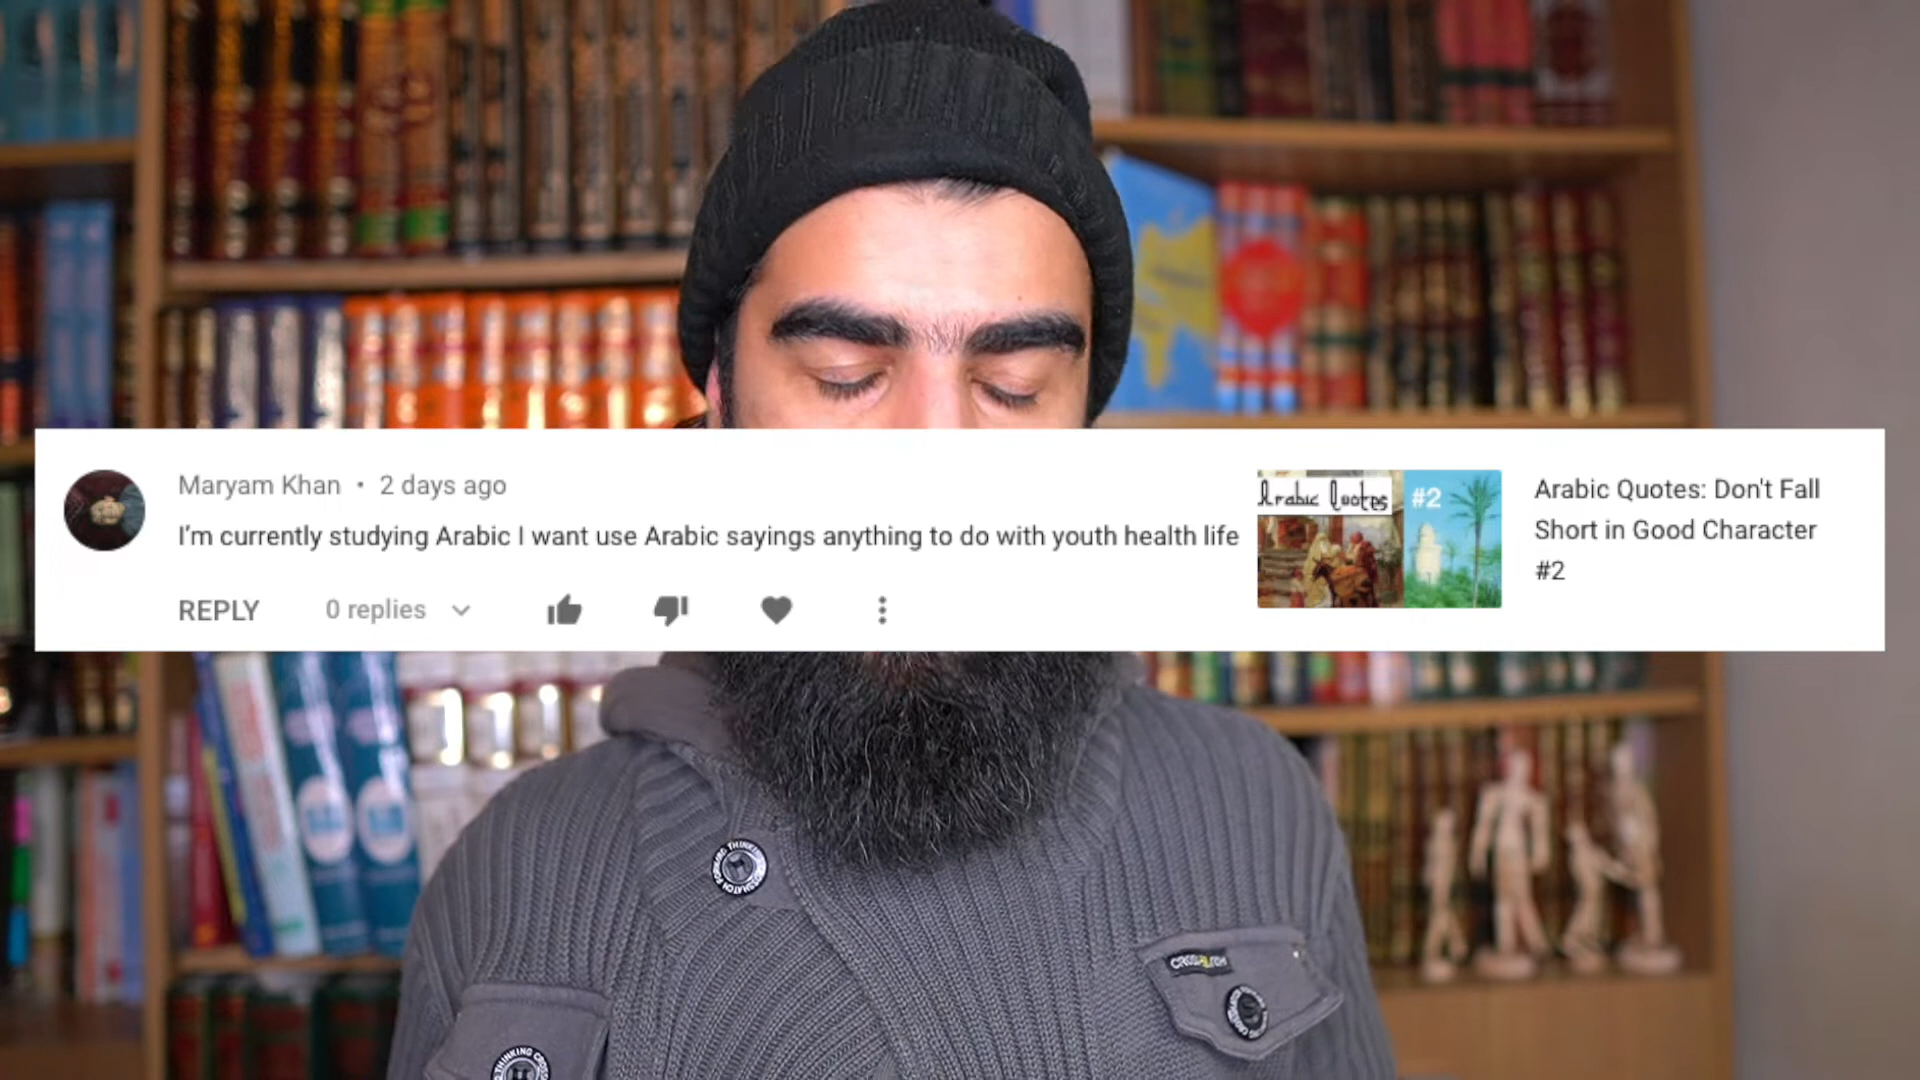 Maryam Khan • 2 days ago
I'm currently studying Arabic I want use Arabic sayings anything to do with youth health life
REPLY 0 replies
Arabic Quotes
#2
Arabic Quotes: Don't Fall
Short in Good Character
#2
CROSSHATCH